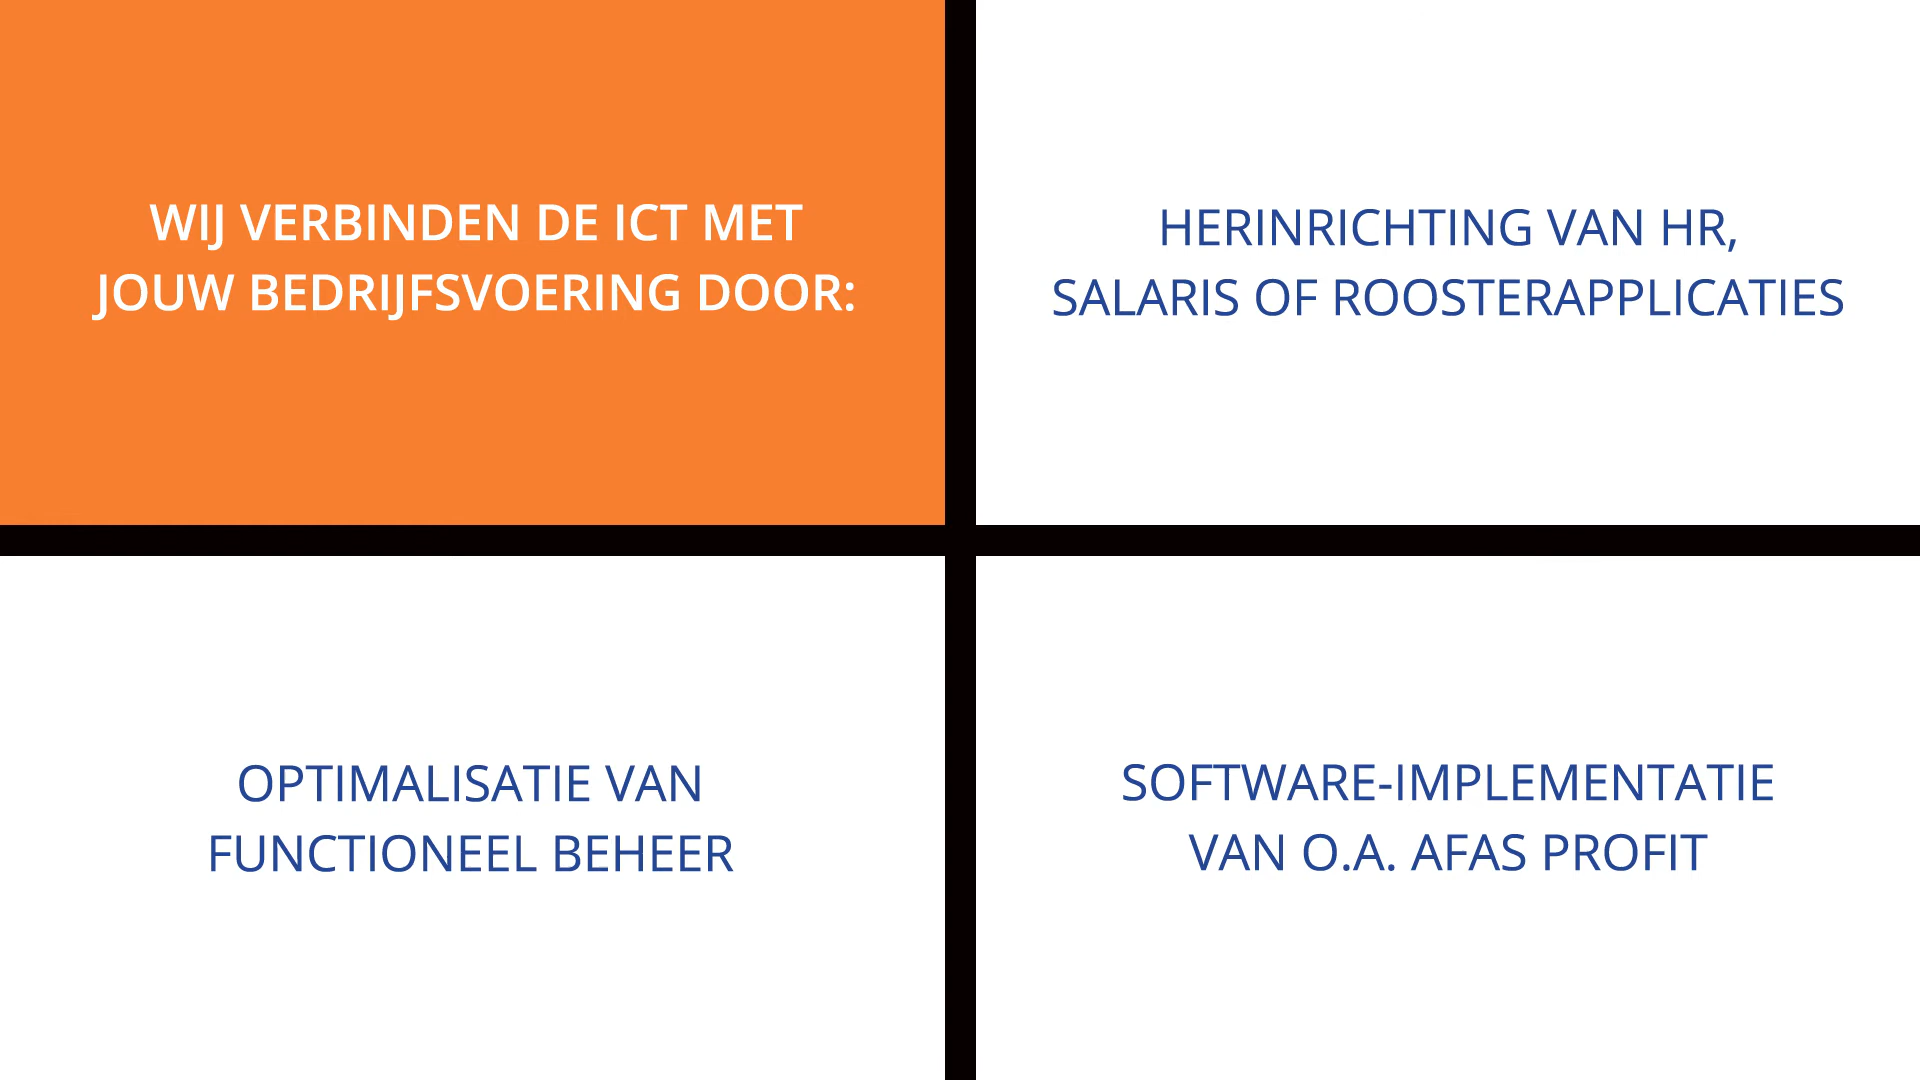 WIJ VERBINDEN DE ICT MET
JOUW BEDRIJFSVOERING DOOR:
HERINRICHTING VAN HR,
SALARIS OF ROOSTERAPPLICATIES
OPTIMALISATIE VAN
FUNCTIONEEL BEHEER
SOFTWARE-IMPLEMENTATIE
VAN O.A. AFAS PROFIT